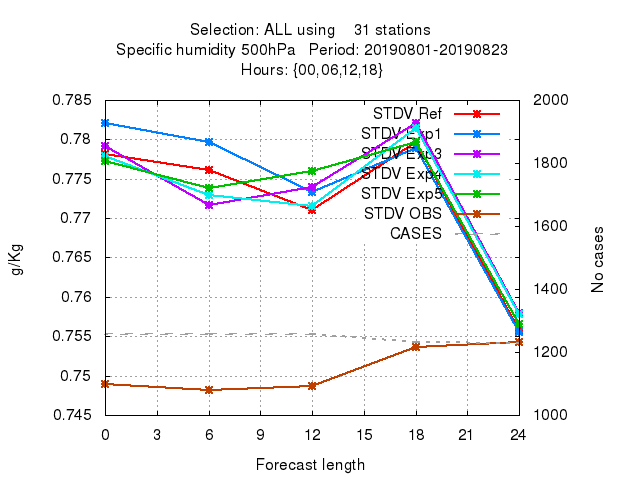 Selection: ALL using 31 stations
Specific humidity 500hPa Period: 20190801-20190823
Hours: {00,06,12,18}
0.785
0.78
0.775
0.77
0.765
0.76
0.755
0.75
0.745
g/Kg
STDV Ref
STDV Exp1
STDV Exp3
STDV Exp4
STDV Exp5
STDV OBS
CASES
2000
1800
1600
1400
1200
1000
No cases
0 3 6 9 12 15 18 21 24
Forecast length